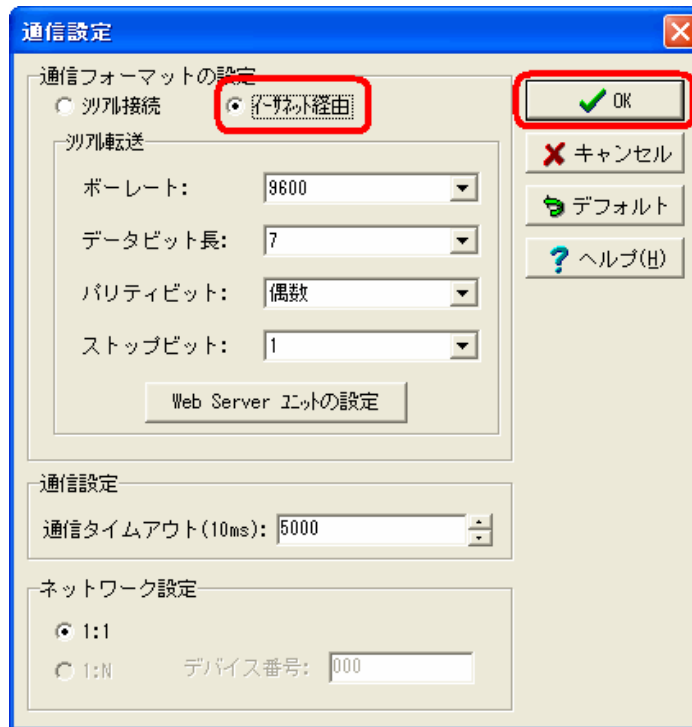 通信設定
通信フォーマットの設定
ｼﾘｱﾙ接続 ｲｰｻﾈｯﾄ経由
ｼﾘｱﾙ転送
ボーレート: 9600
データビット長: 7
パリティビット: 偶数
ストップビット: 1
Web Server ﾕﾆｯﾄの設定
通信設定
通信タイムアウト(10ms): 5000
ネットワーク設定
1:1
1:N デバイス番号: 000
OK
キャンセル
デフォルト
ヘルプ(H)